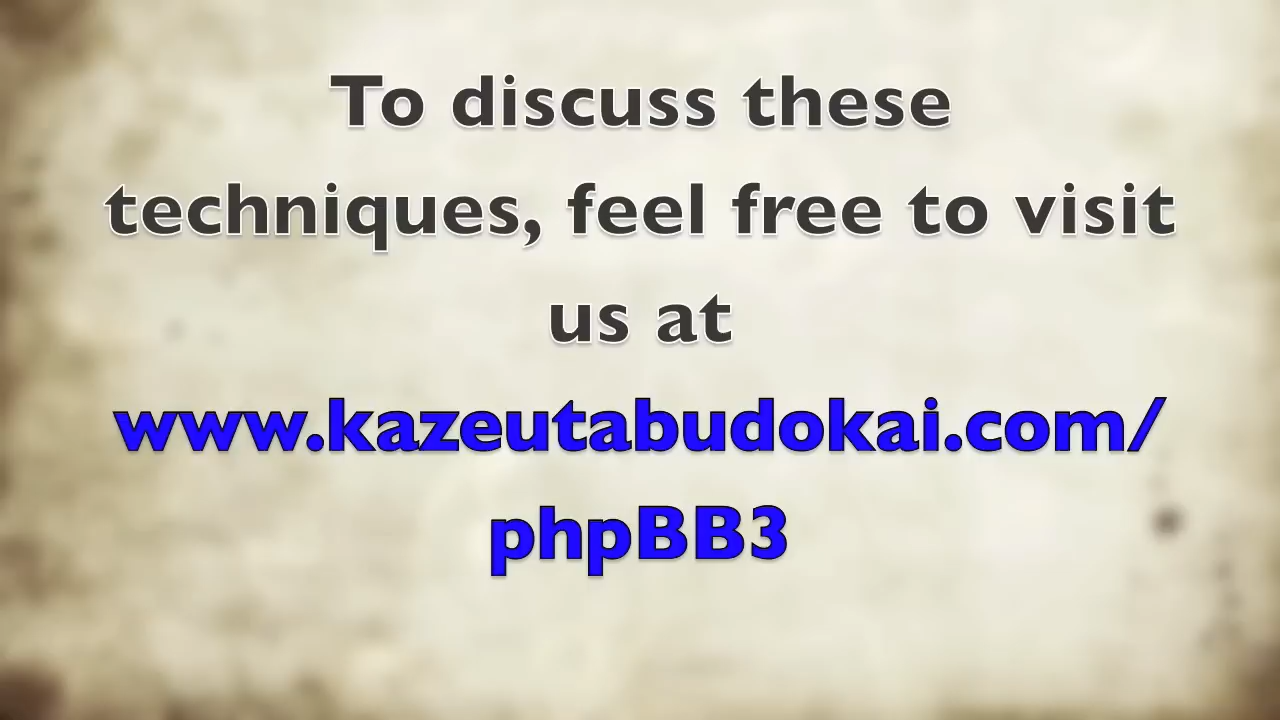 To discuss these
techniques, feel free to visit
us at
www.kazeutabudokai.com/
phpBB3